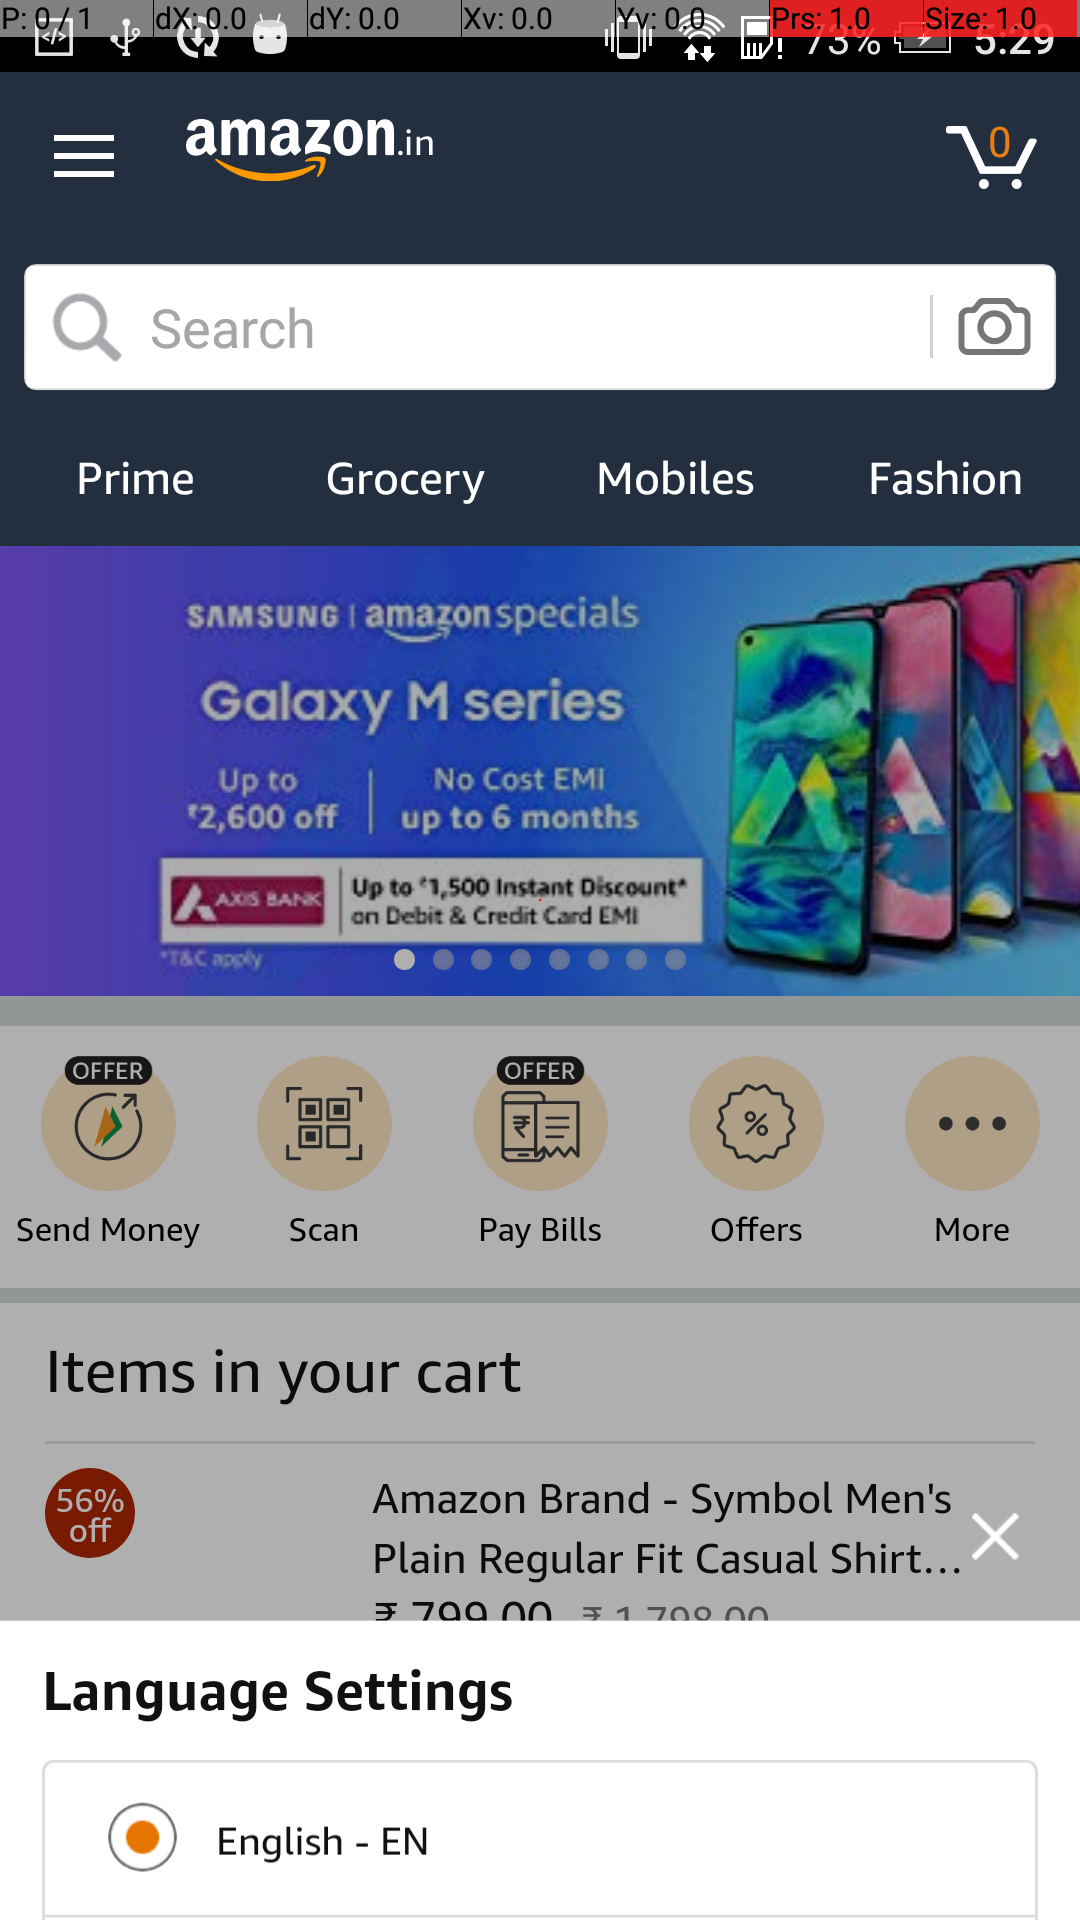 P: 0 / 1 dX: 0.0 dY: 0.0 Xv: 0.0 Yv: 0.0 Prs: 1.0 Size: 1.0
73% 5:29
amazon.in 0
Search
Prime Grocery Mobiles Fashion
SAMSUNG | amazon specials
Galaxy M series
Up to
₹2,600 off
No Cost EMI
up to 6 months
AXIS BANK
Up to ₹1,500 Instant Discount*
on Debit & Credit Card EMI
*T&C apply
OFFER OFFER
Send Money Scan Pay Bills Offers More
Items in your cart
56%
off
Amazon Brand - Symbol Men's
Plain Regular Fit Casual Shirt...
₹ 799.00 ₹ 1,798.00
Language Settings
English - EN